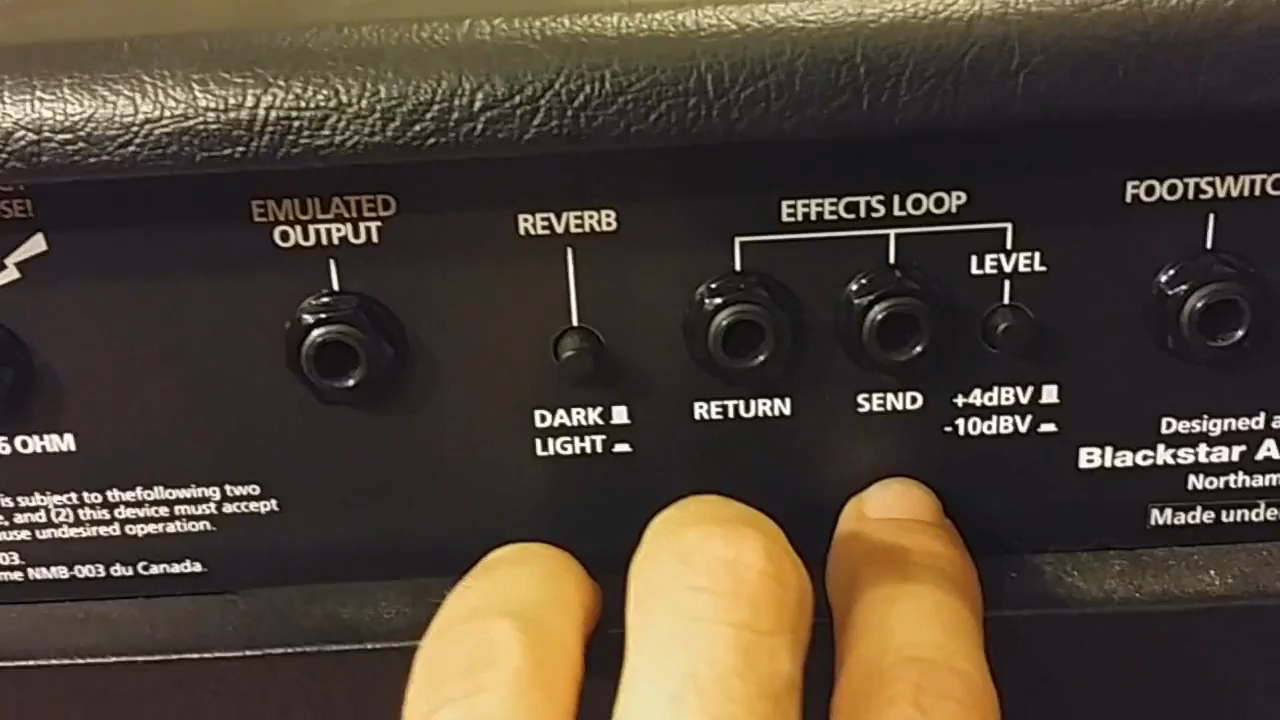 SE!
EMULATED
OUTPUT
REVERB
DARK
LIGHT
EFFECTS LOOP
LEVEL
RETURN
SEND
+4dBV
-10dBV
FOOTSWITC
6 OHM
is subject to thefollowing two
e, and (2) this device must accept
ause undesired operation.
03.
me NMB-003 du Canada.
Designed a
Blackstar A
Northam
Made unde